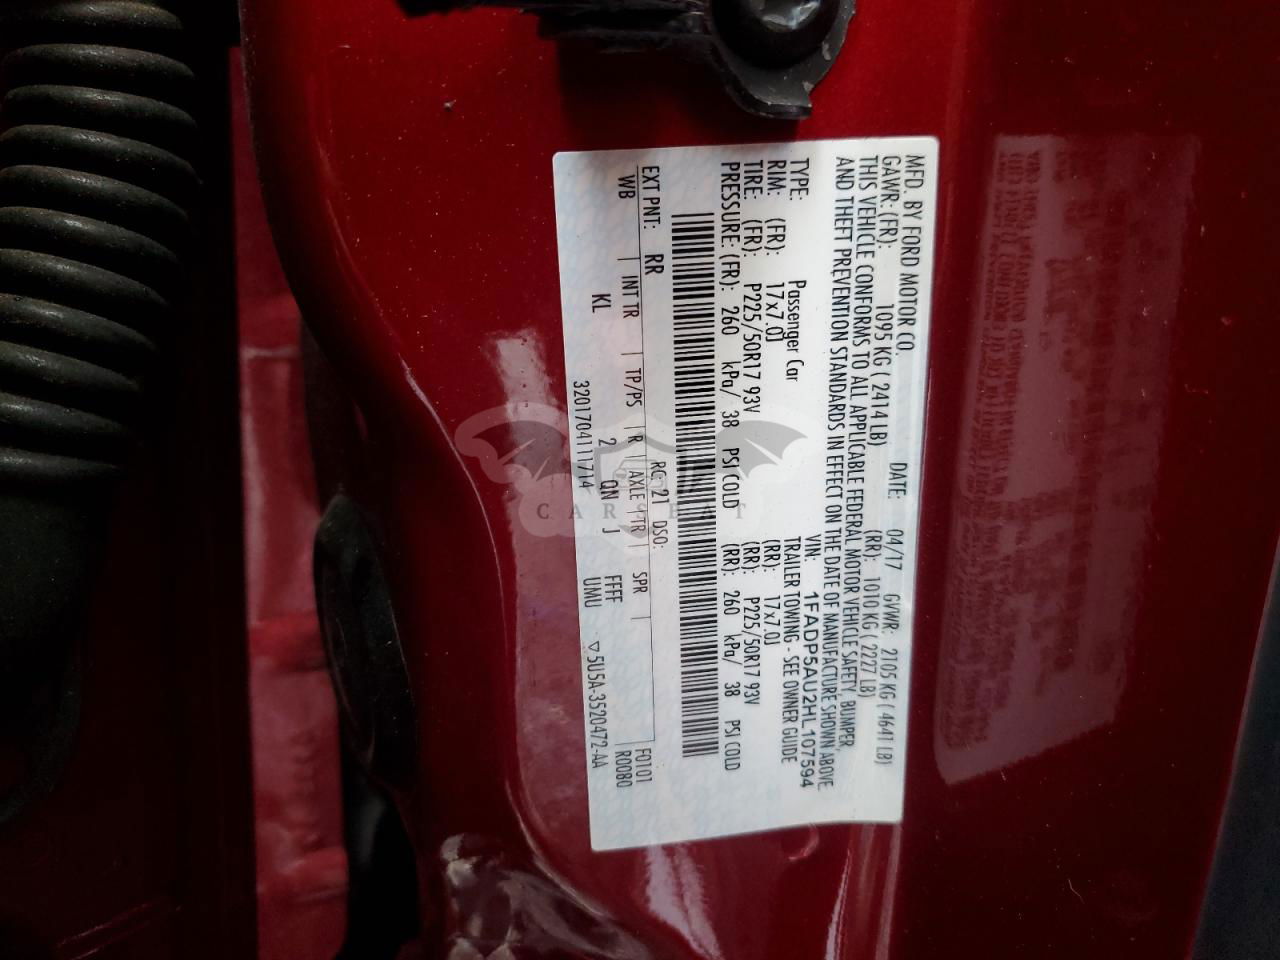 MFD. BY FORD MOTOR CO. DATE: 04/17 GVWR: 2105 KG ( 4641 LB)
GAWR: (FR): 1095 KG ( 2414 LB) (RR): 1010 KG ( 2227 LB)
THIS VEHICLE CONFORMS TO ALL APPLICABLE FEDERAL MOTOR VEHICLE SAFETY, BUMPER,
AND THEFT PREVENTION STANDARDS IN EFFECT ON THE DATE OF MANUFACTURE SHOWN ABOVE.
VIN: 1FADP5AU2HL107594
TYPE: Passenger Car TRAILER TOWING - SEE OWNER GUIDE
RIM: (FR): 17x7.0J (RR): 17x7.0J
TIRE: (FR): P225/50R17 93V (RR): P225/50R17 93V
PRESSURE: (FR): 260 kPa/ 38 PSI COLD (RR): 260 kPa/ 38 PSI COLD
EXT PNT: RR RC: 21 DSO: F0101
WB | INT TR | TP/PS | R | AXLE | TR | SPR | R0080
KL 2 QN J FFFF
3201704111714 UMU ▽5U5A-3520472-AA
CAR BEAT